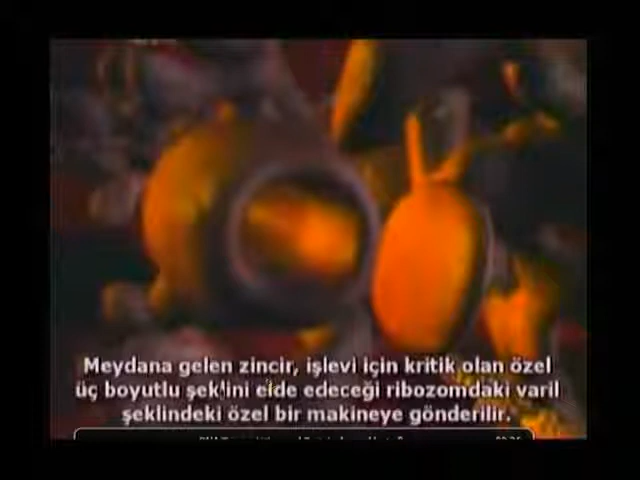 Meydana gelen zincir, işlevi için kritik olan özel
üç boyutlu şeklini elde edeceği ribozomdaki varil
şeklindeki özel bir makineye gönderilir.